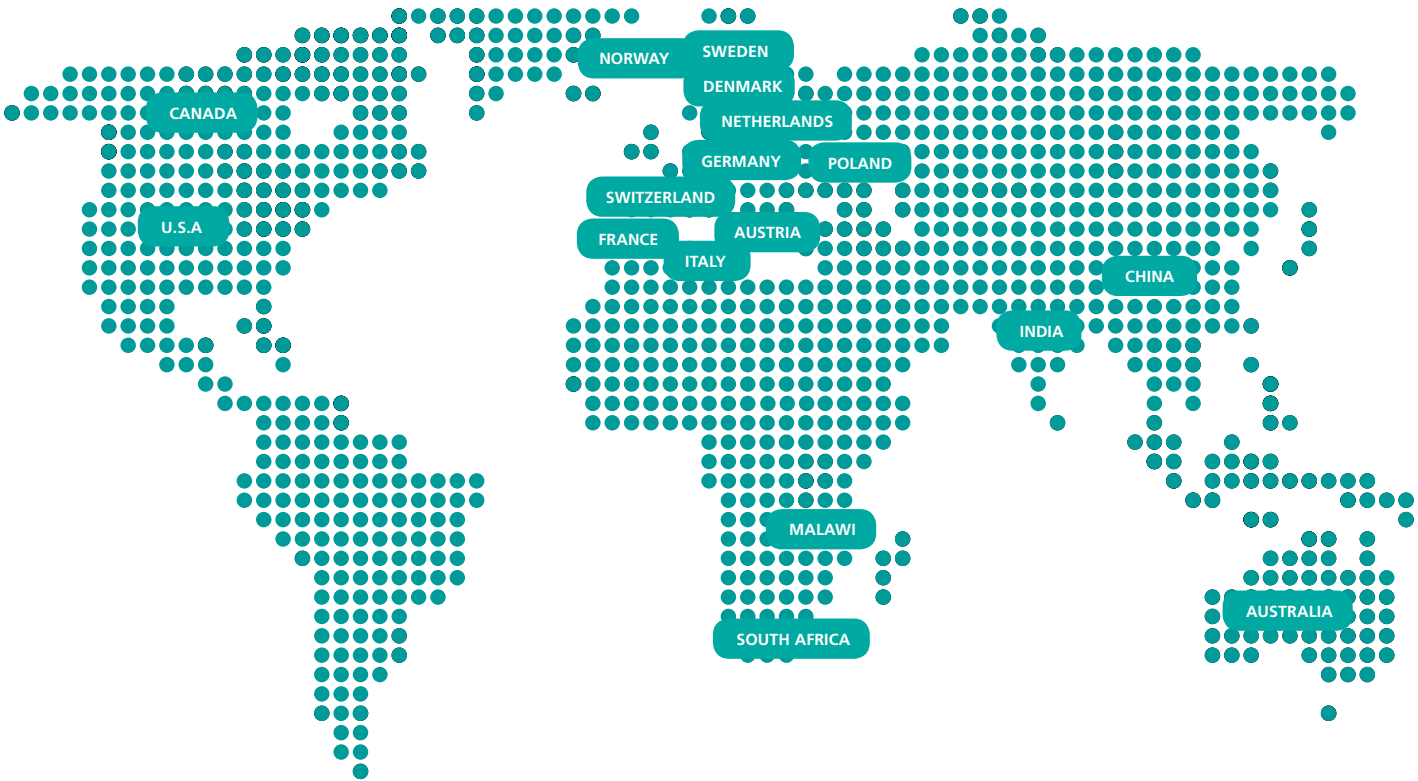 NORWAY
SWEDEN
DENMARK
CANADA
NETHERLANDS
GERMANY
POLAND
SWITZERLAND
U.S.A
AUSTRIA
FRANCE
ITALY
CHINA
INDIA
MALAWI
AUSTRALIA
SOUTH AFRICA